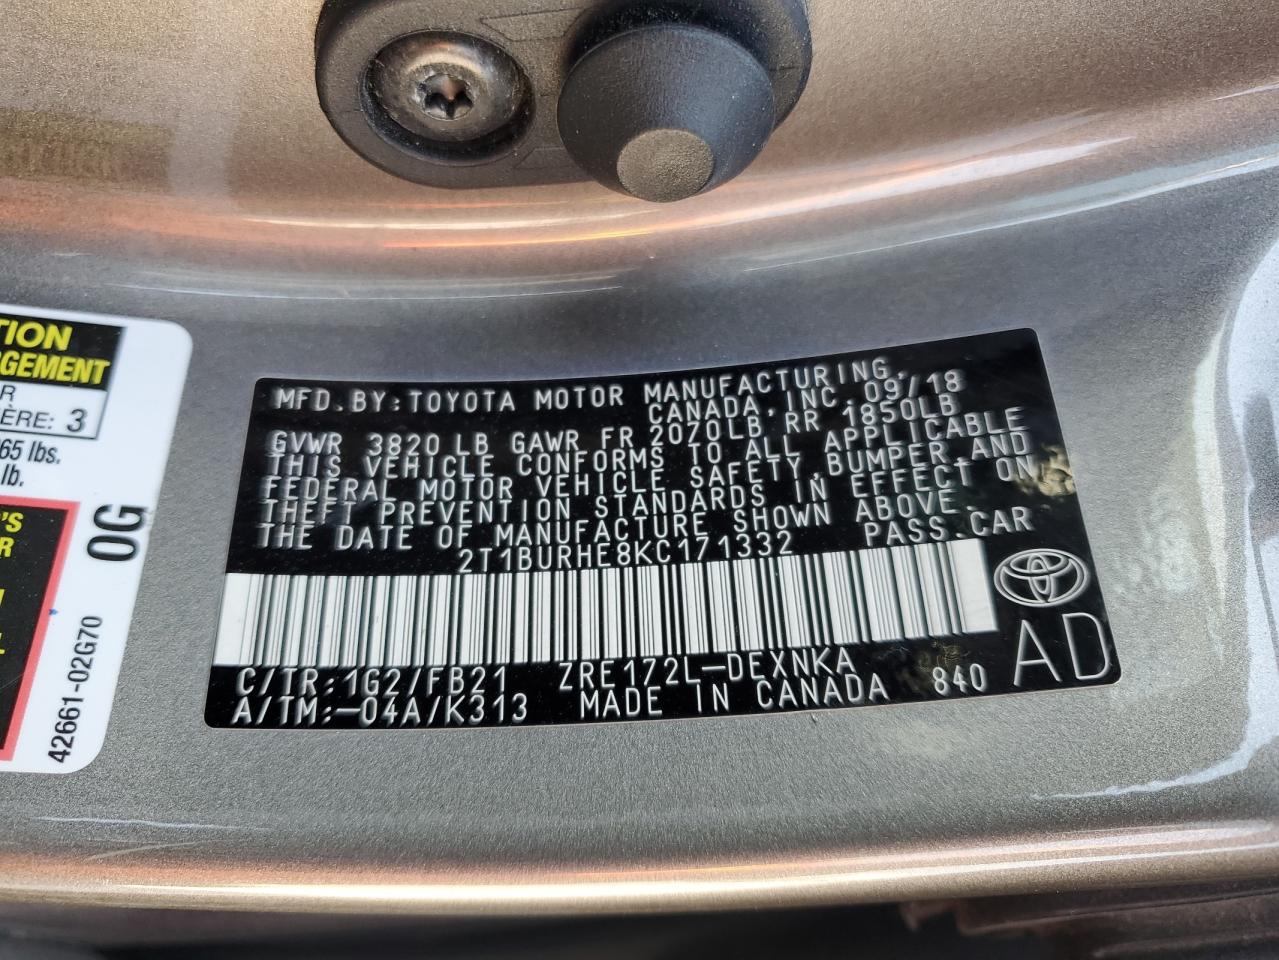 TION
GEMENT
R
ÈRE: 3
65 lbs.
lb.
'S
R
0G
42661-02G70
MFD.BY:TOYOTA MOTOR MANUFACTURING,
CANADA,INC.09/18
GVWR 3820LB GAWR FR 2070LB RR 1850LB
THIS VEHICLE CONFORMS TO ALL APPLICABLE
FEDERAL MOTOR VEHICLE SAFETY,BUMPER,AND
THEFT PREVENTION STANDARDS IN EFFECT ON
THE DATE OF MANUFACTURE SHOWN ABOVE.
2T1BURHE8KC171332 PASS.CAR
C/TR:1G2/FB21 ZRE172L-DEXNKA
A/TM:-04A/K313 MADE IN CANADA 840
AD